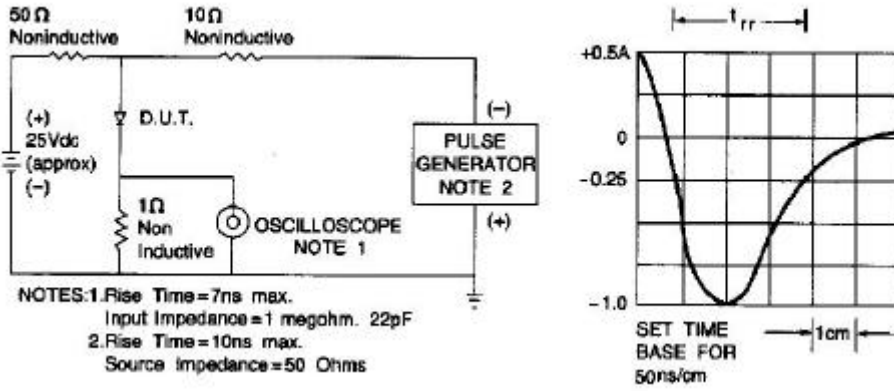 50Ω
Noninductive
10Ω
Noninductive
(+)
25Vdc
(approx)
(-)
D.U.T.
1Ω
Non
Inductive
OSCILLOSCOPE
NOTE 1
(-)
PULSE
GENERATOR
NOTE 2
(+)
NOTES:1.Rise Time=7ns max.
Input Impedance=1 megohm. 22pF
2.Rise Time=10ns max.
Source Impedance=50 Ohms
trr
+0.5A
0
-0.25
-1.0
SET TIME
BASE FOR
50ns/cm
1cm